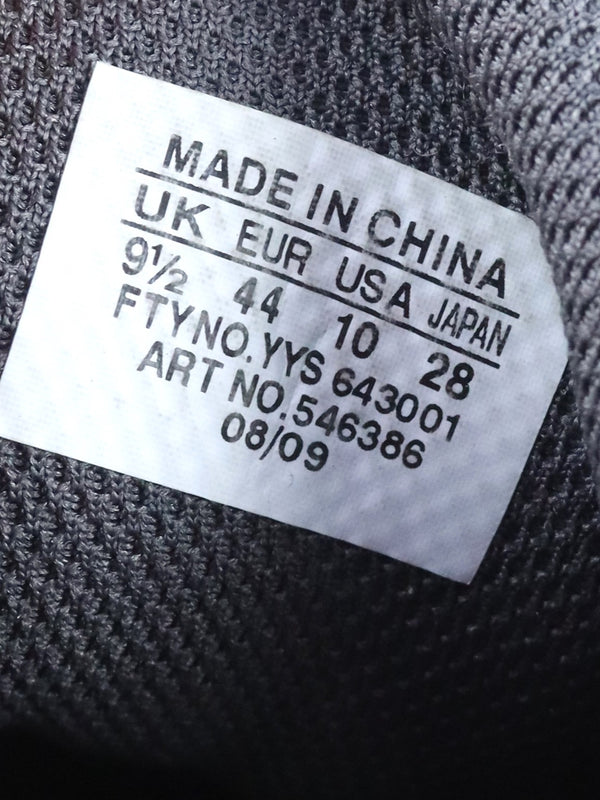 MADE IN CHINA
UK EUR USA JAPAN
9½ 44 10 28
FTYNO.YYS 643001
ART NO.546386
08/09